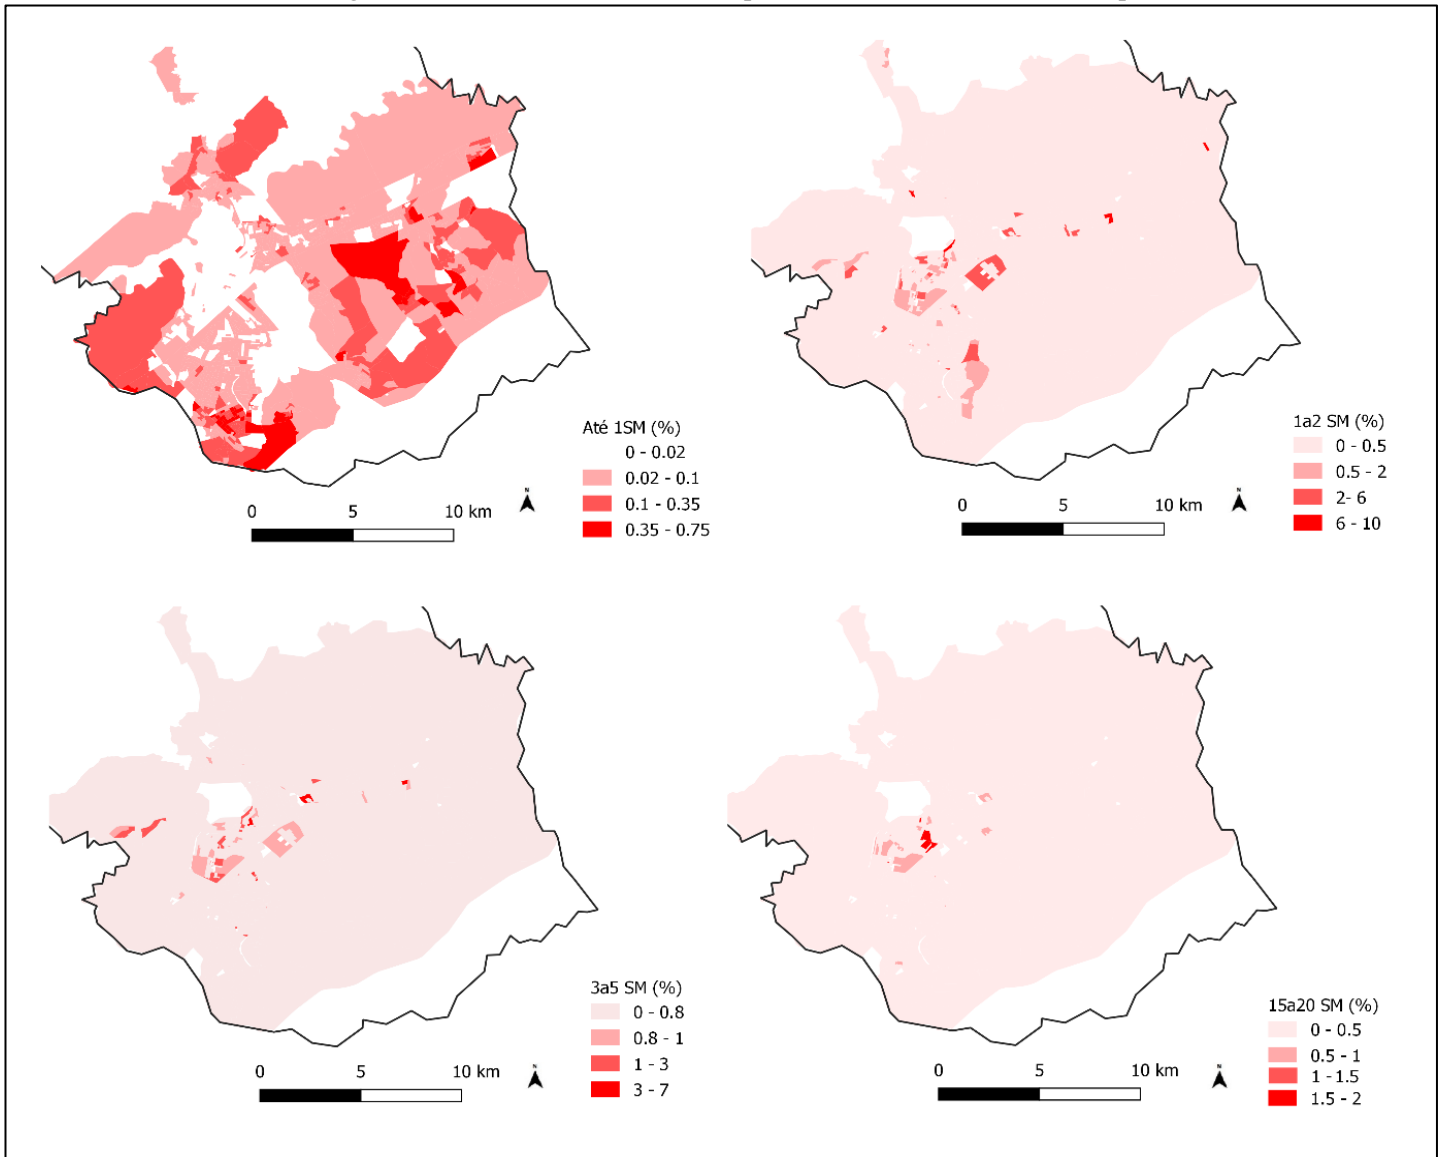 Até 1SM (%)
0 - 0.02
0.02 - 0.1
0.1 - 0.35
0.35 - 0.75
0 5 10 km
N
1a2 SM (%)
0 - 0.5
0.5 - 2
2- 6
6 - 10
0 5 10 km
N
3a5 SM (%)
0 - 0.8
0.8 - 1
1 - 3
3 - 7
0 5 10 km
N
15a20 SM (%)
0 - 0.5
0.5 - 1
1 - 1.5
1.5 - 2
0 5 10 km
N